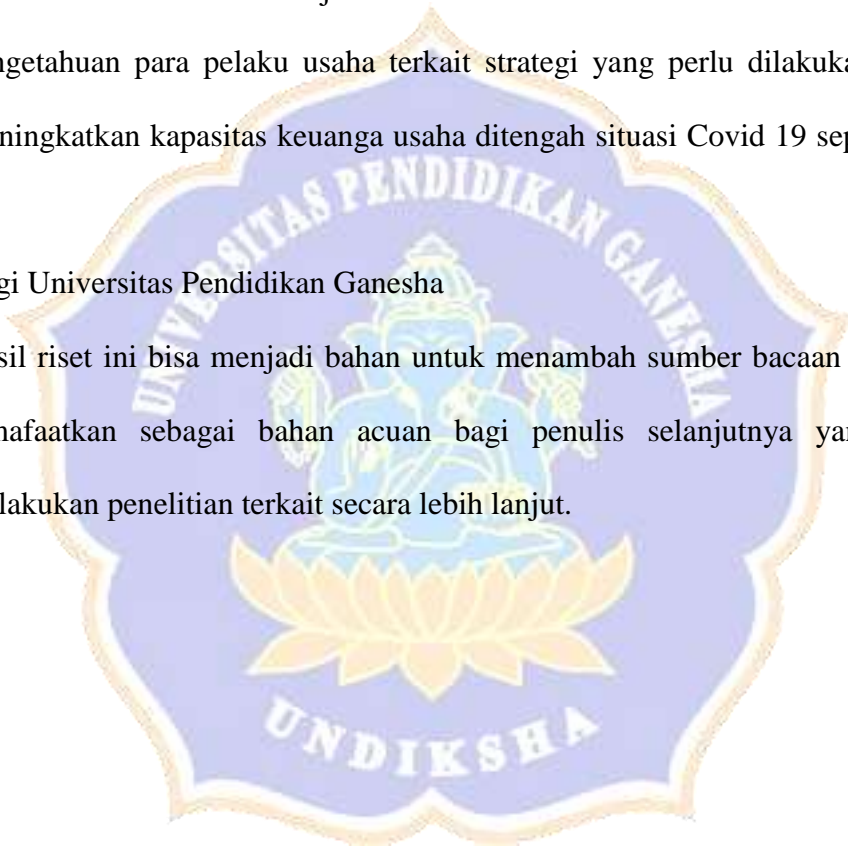 ngetahuan para pelaku usaha terkait strategi yang perlu dilakuka
ningkatkan kapasitas keuanga usaha ditengah situasi Covid 19 sep
UNIVERSITAS PENDIDIKAN GANESHA
gi Universitas Pendidikan Ganesha
sil riset ini bisa menjadi bahan untuk menambah sumber bacaan
nafaatkan sebagai bahan acuan bagi penulis selanjutnya yan
lakukan penelitian terkait secara lebih lanjut.
UNDIKSHA